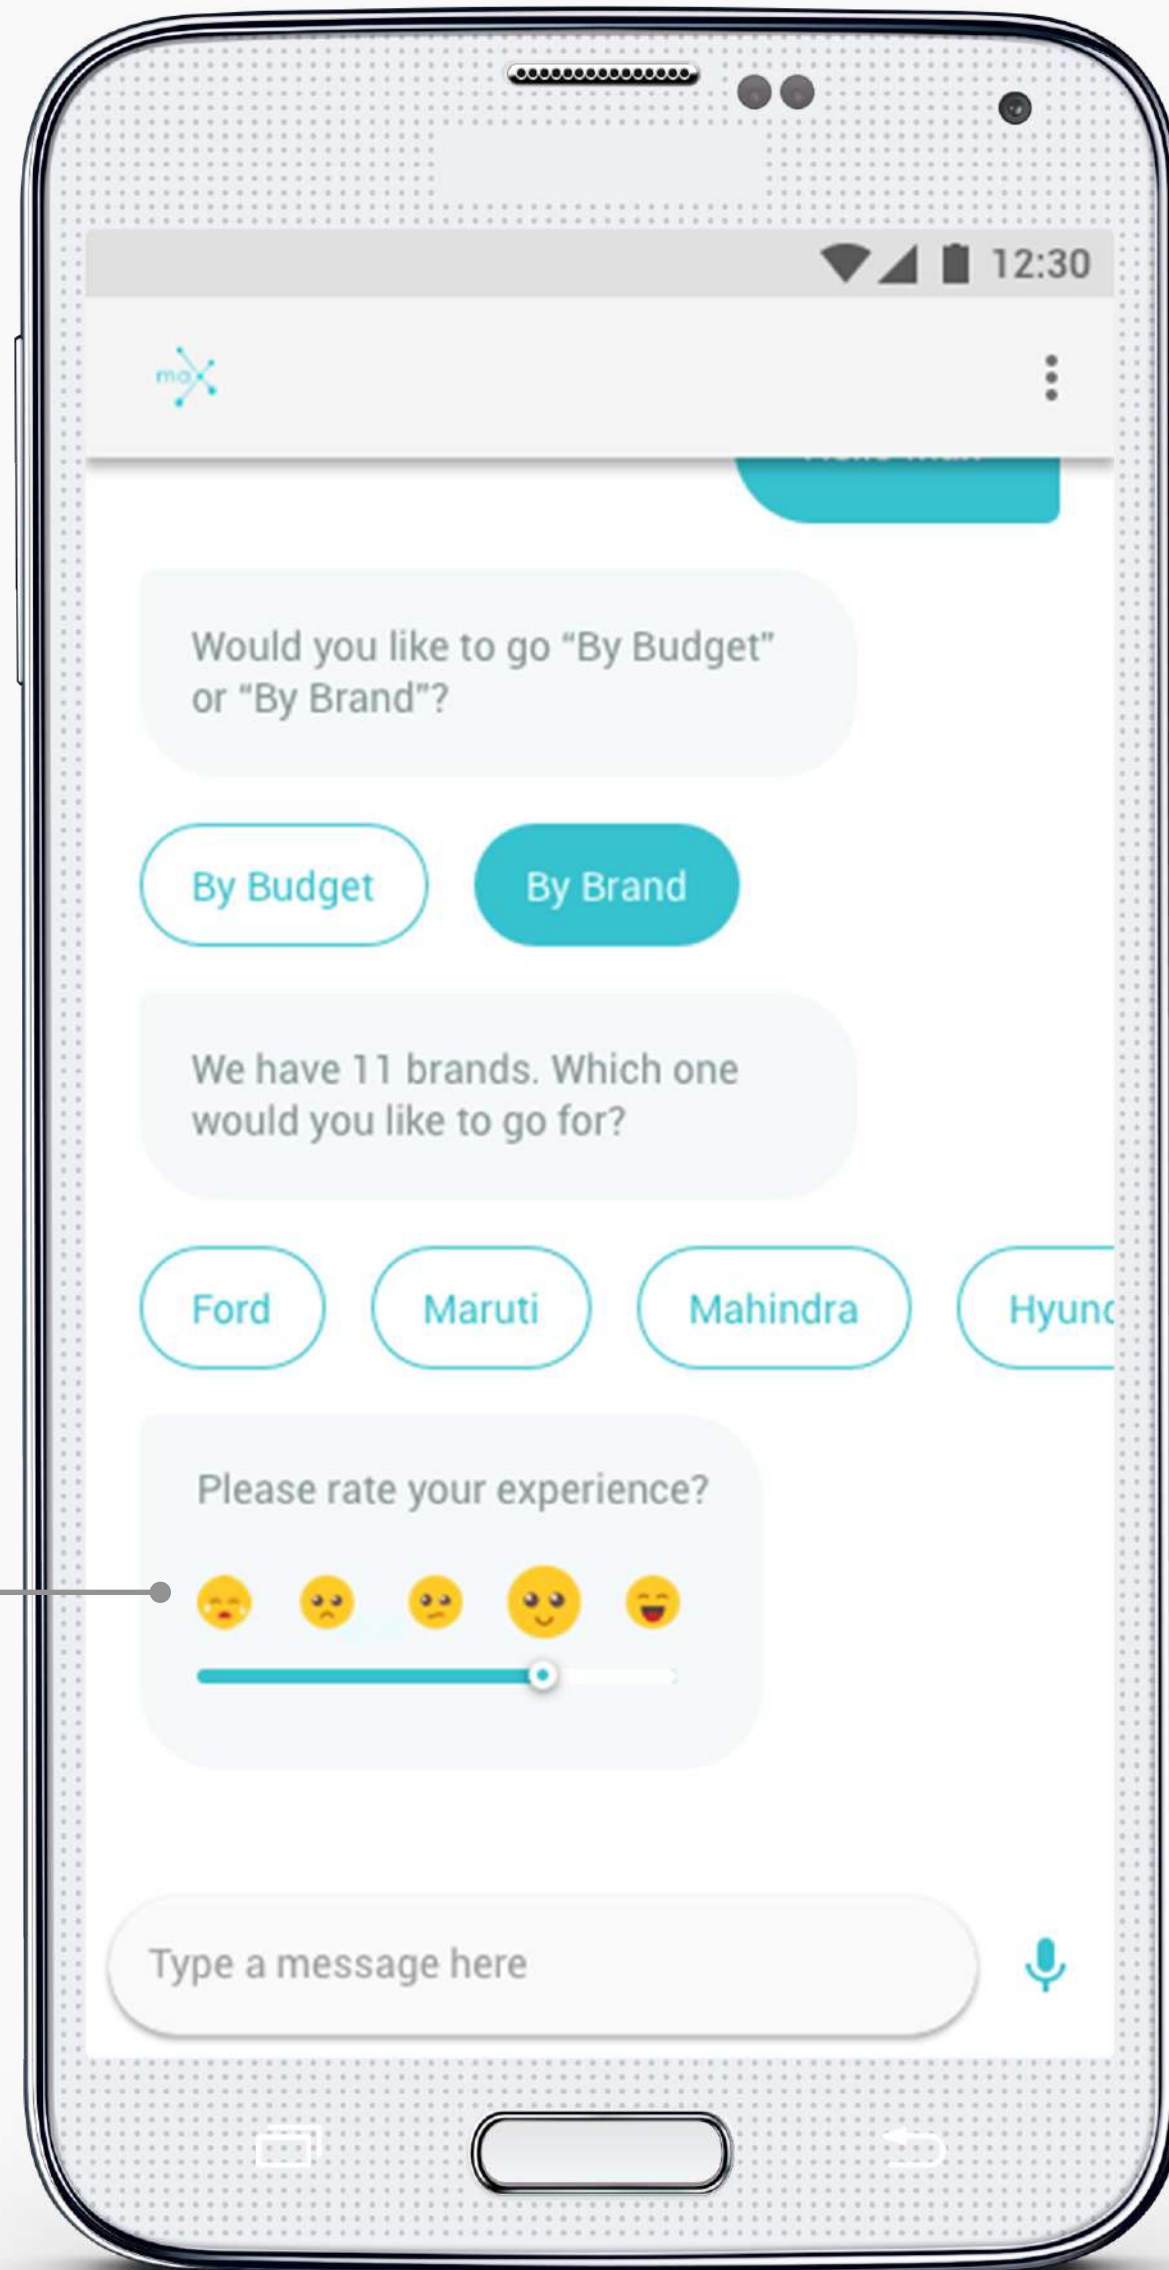 12:30
max
Would you like to go “By Budget”
or “By Brand”?
By Budget
By Brand
We have 11 brands. Which one
would you like to go for?
Ford
Maruti
Mahindra
Hyund
Please rate your experience?
Type a message here